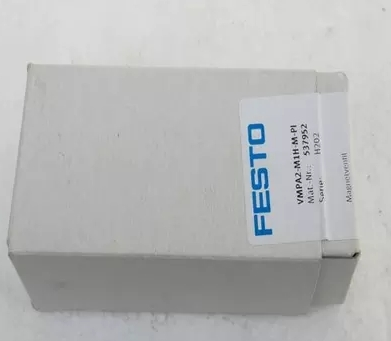 FESTO
VMPA2-M1H-M-PI
Mat.-Nr.: 537952
Serie: H202
Magnetventil